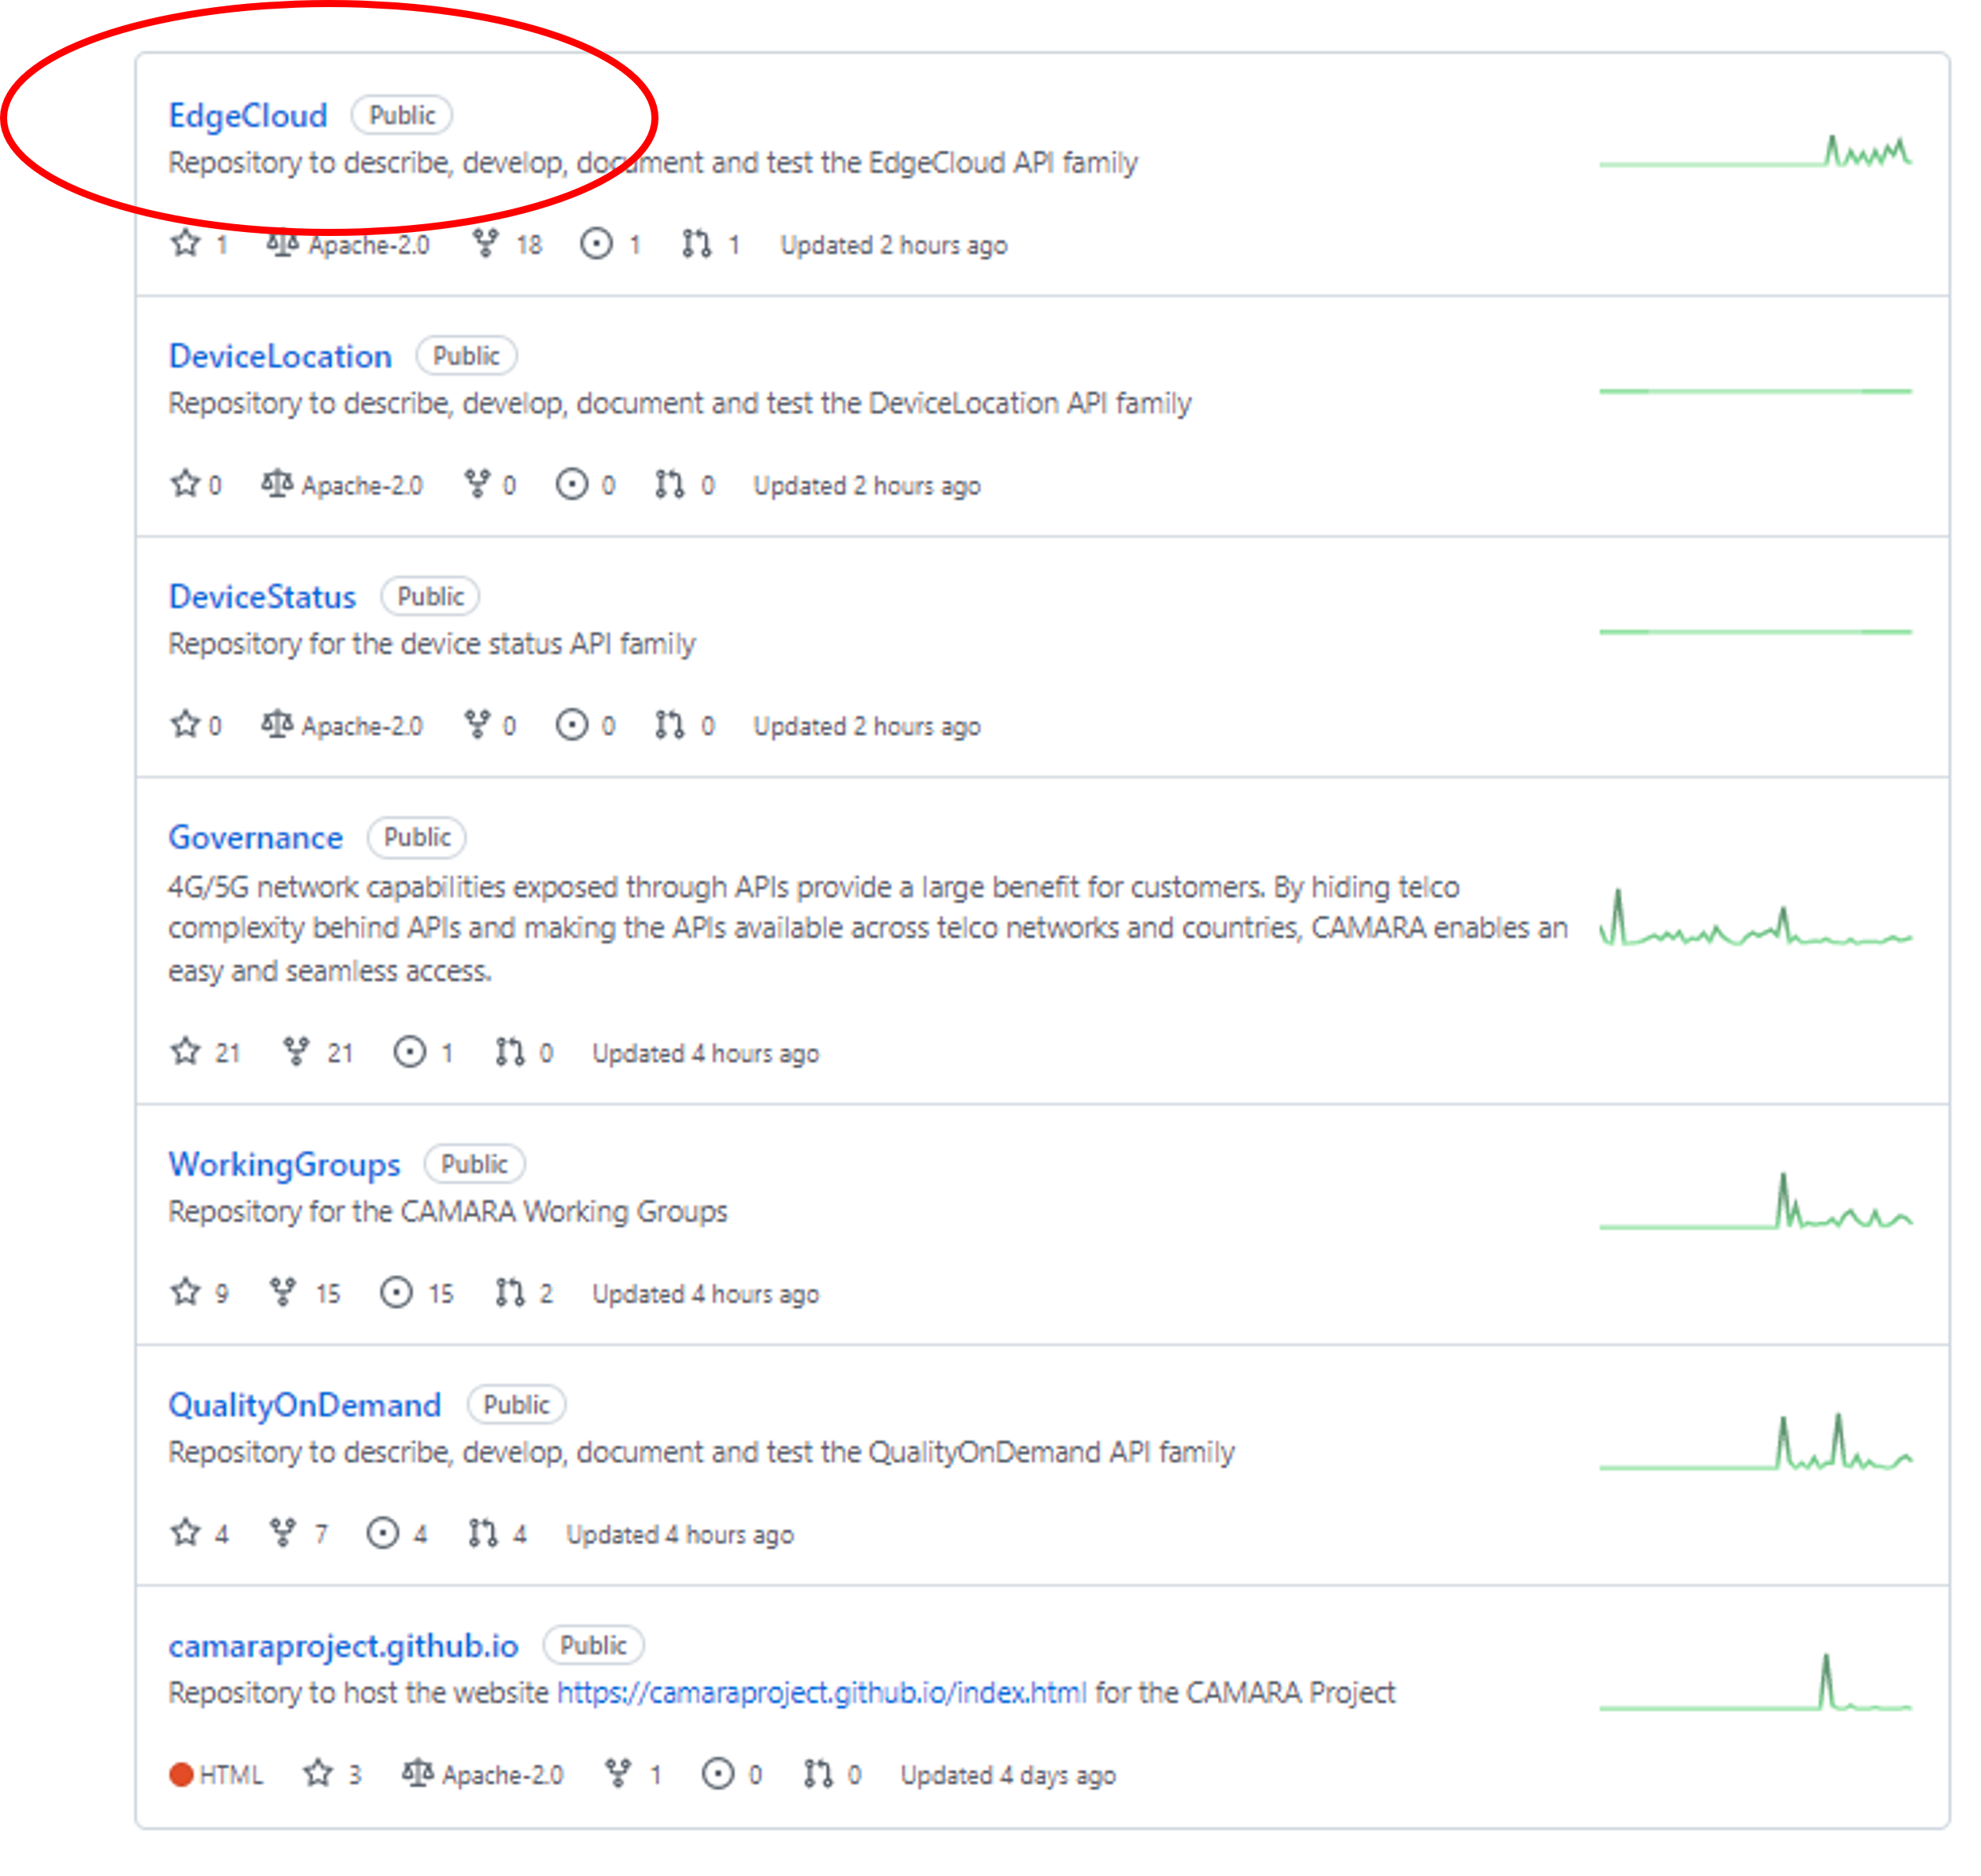 EdgeCloud Public
Repository to describe, develop, document and test the EdgeCloud API family
1 Apache-2.0 18 1 1 Updated 2 hours ago
DeviceLocation Public
Repository to describe, develop, document and test the DeviceLocation API family
0 Apache-2.0 0 0 0 Updated 2 hours ago
DeviceStatus Public
Repository for the device status API family
0 Apache-2.0 0 0 0 Updated 2 hours ago
Governance Public
4G/5G network capabilities exposed through APIs provide a large benefit for customers. By hiding telco
complexity behind APIs and making the APIs available across telco networks and countries, CAMARA enables an
easy and seamless access.
21 21 1 0 Updated 4 hours ago
WorkingGroups Public
Repository for the CAMARA Working Groups
9 15 15 2 Updated 4 hours ago
QualityOnDemand Public
Repository to describe, develop, document and test the QualityOnDemand API family
4 7 4 4 Updated 4 hours ago
camaraproject.github.io Public
Repository to host the website https://camaraproject.github.io/index.html for the CAMARA Project
HTML 3 Apache-2.0 1 0 0 Updated 4 days ago